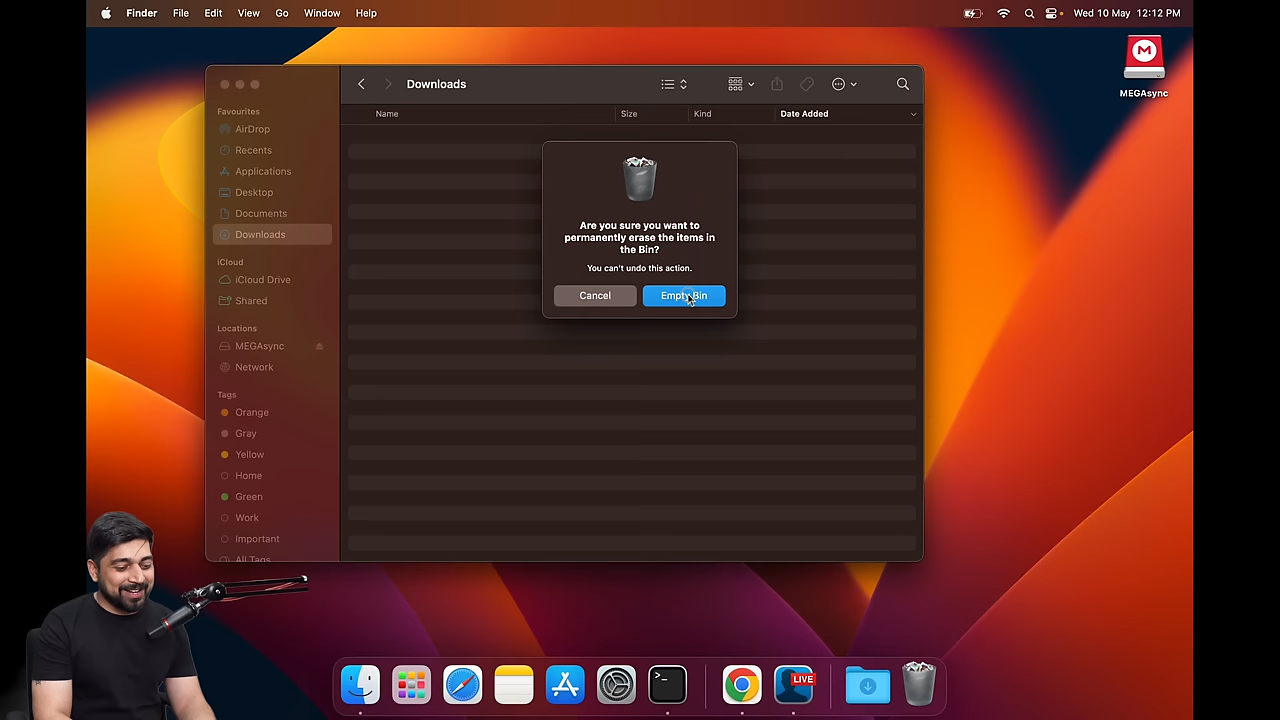 Finder File Edit View Go Window Help Wed 10 May 12:12 PM
MEGAsync
Downloads
Name Size Kind Date Added
Favourites
AirDrop
Recents
Applications
Desktop
Documents
Downloads
iCloud
iCloud Drive
Shared
Locations
MEGAsync
Network
Tags
Orange
Gray
Yellow
Home
Green
Work
Important
All Tags
Are you sure you want to
permanently erase the items in
the Bin?
You can't undo this action.
Cancel Empty Bin
>_
LIVE